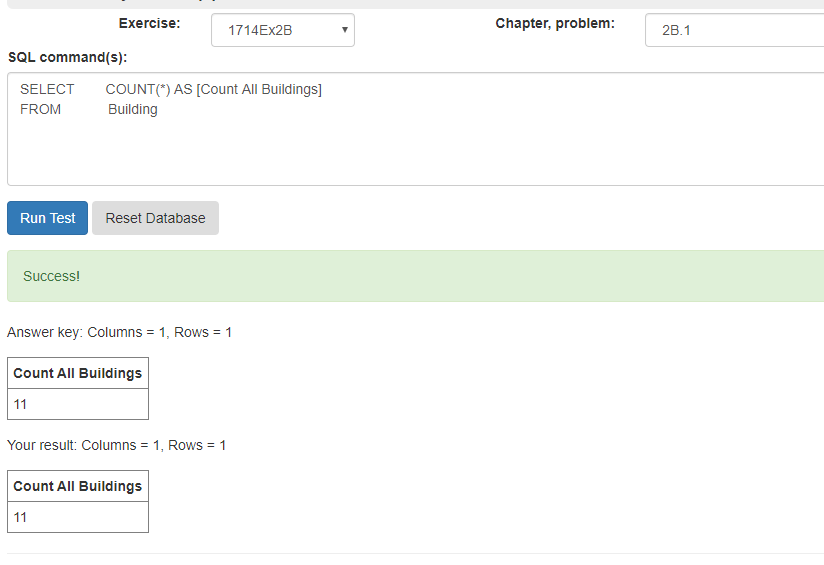 Exercise: 1714Ex2B Chapter, problem: 2B.1
SQL command(s):
SELECT COUNT(*) AS [Count All Buildings]
FROM Building
Run Test Reset Database
Success!
Answer key: Columns = 1, Rows = 1
Count All Buildings
11
Your result: Columns = 1, Rows = 1
Count All Buildings
11